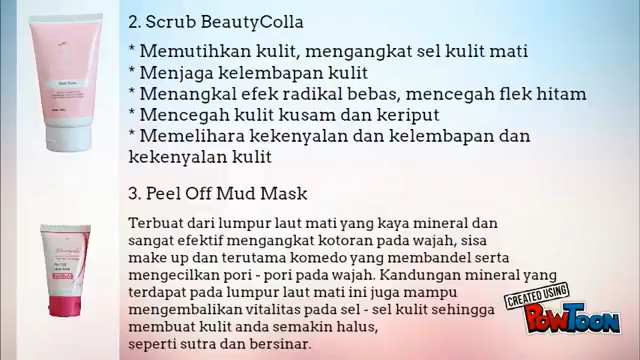 2. Scrub BeautyColla
* Memutihkan kulit, mengangkat sel kulit mati
* Menjaga kelembapan kulit
* Menangkal efek radikal bebas, mencegah flek hitam
* Mencegah kulit kusam dan keriput
* Memelihara kekenyalan dan kelembapan dan
kekenyalan kulit
3. Peel Off Mud Mask
Terbuat dari lumpur laut mati yang kaya mineral dan
sangat efektif mengangkat kotoran pada wajah, sisa
make up dan terutama komedo yang membandel serta
mengecilkan pori - pori pada wajah. Kandungan mineral yang
terdapat pada lumpur laut mati ini juga mampu
mengembalikan vitalitas pada sel - sel kulit sehingga
membuat kulit anda semakin halus,
seperti sutra dan bersinar.
CREATED USING
POWTOON